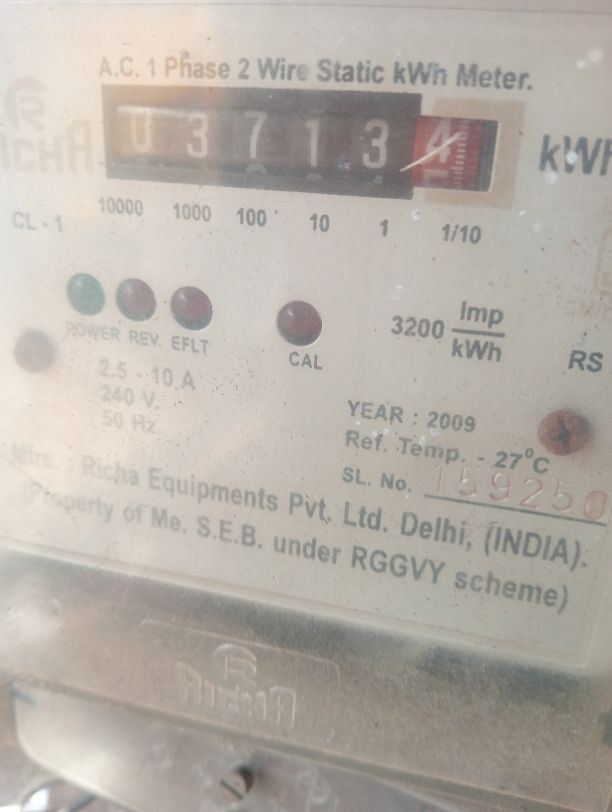 A.C. 1 Phase 2 Wire Static kWh Meter.
RICHA
0 3 7 1 3 4 kWh
10000 1000 100 10 1 1/10
CL - 1
POWER REV. EFLT
CAL
3200 Imp/kWh
RS
2.5 - 10 A
240 V.
50 Hz
YEAR : 2009
Ref. Temp. - 27°C
SL. No. 159250
Mfrs. : Richa Equipments Pvt. Ltd. Delhi, (INDIA).
(Property of Me. S.E.B. under RGGVY scheme)